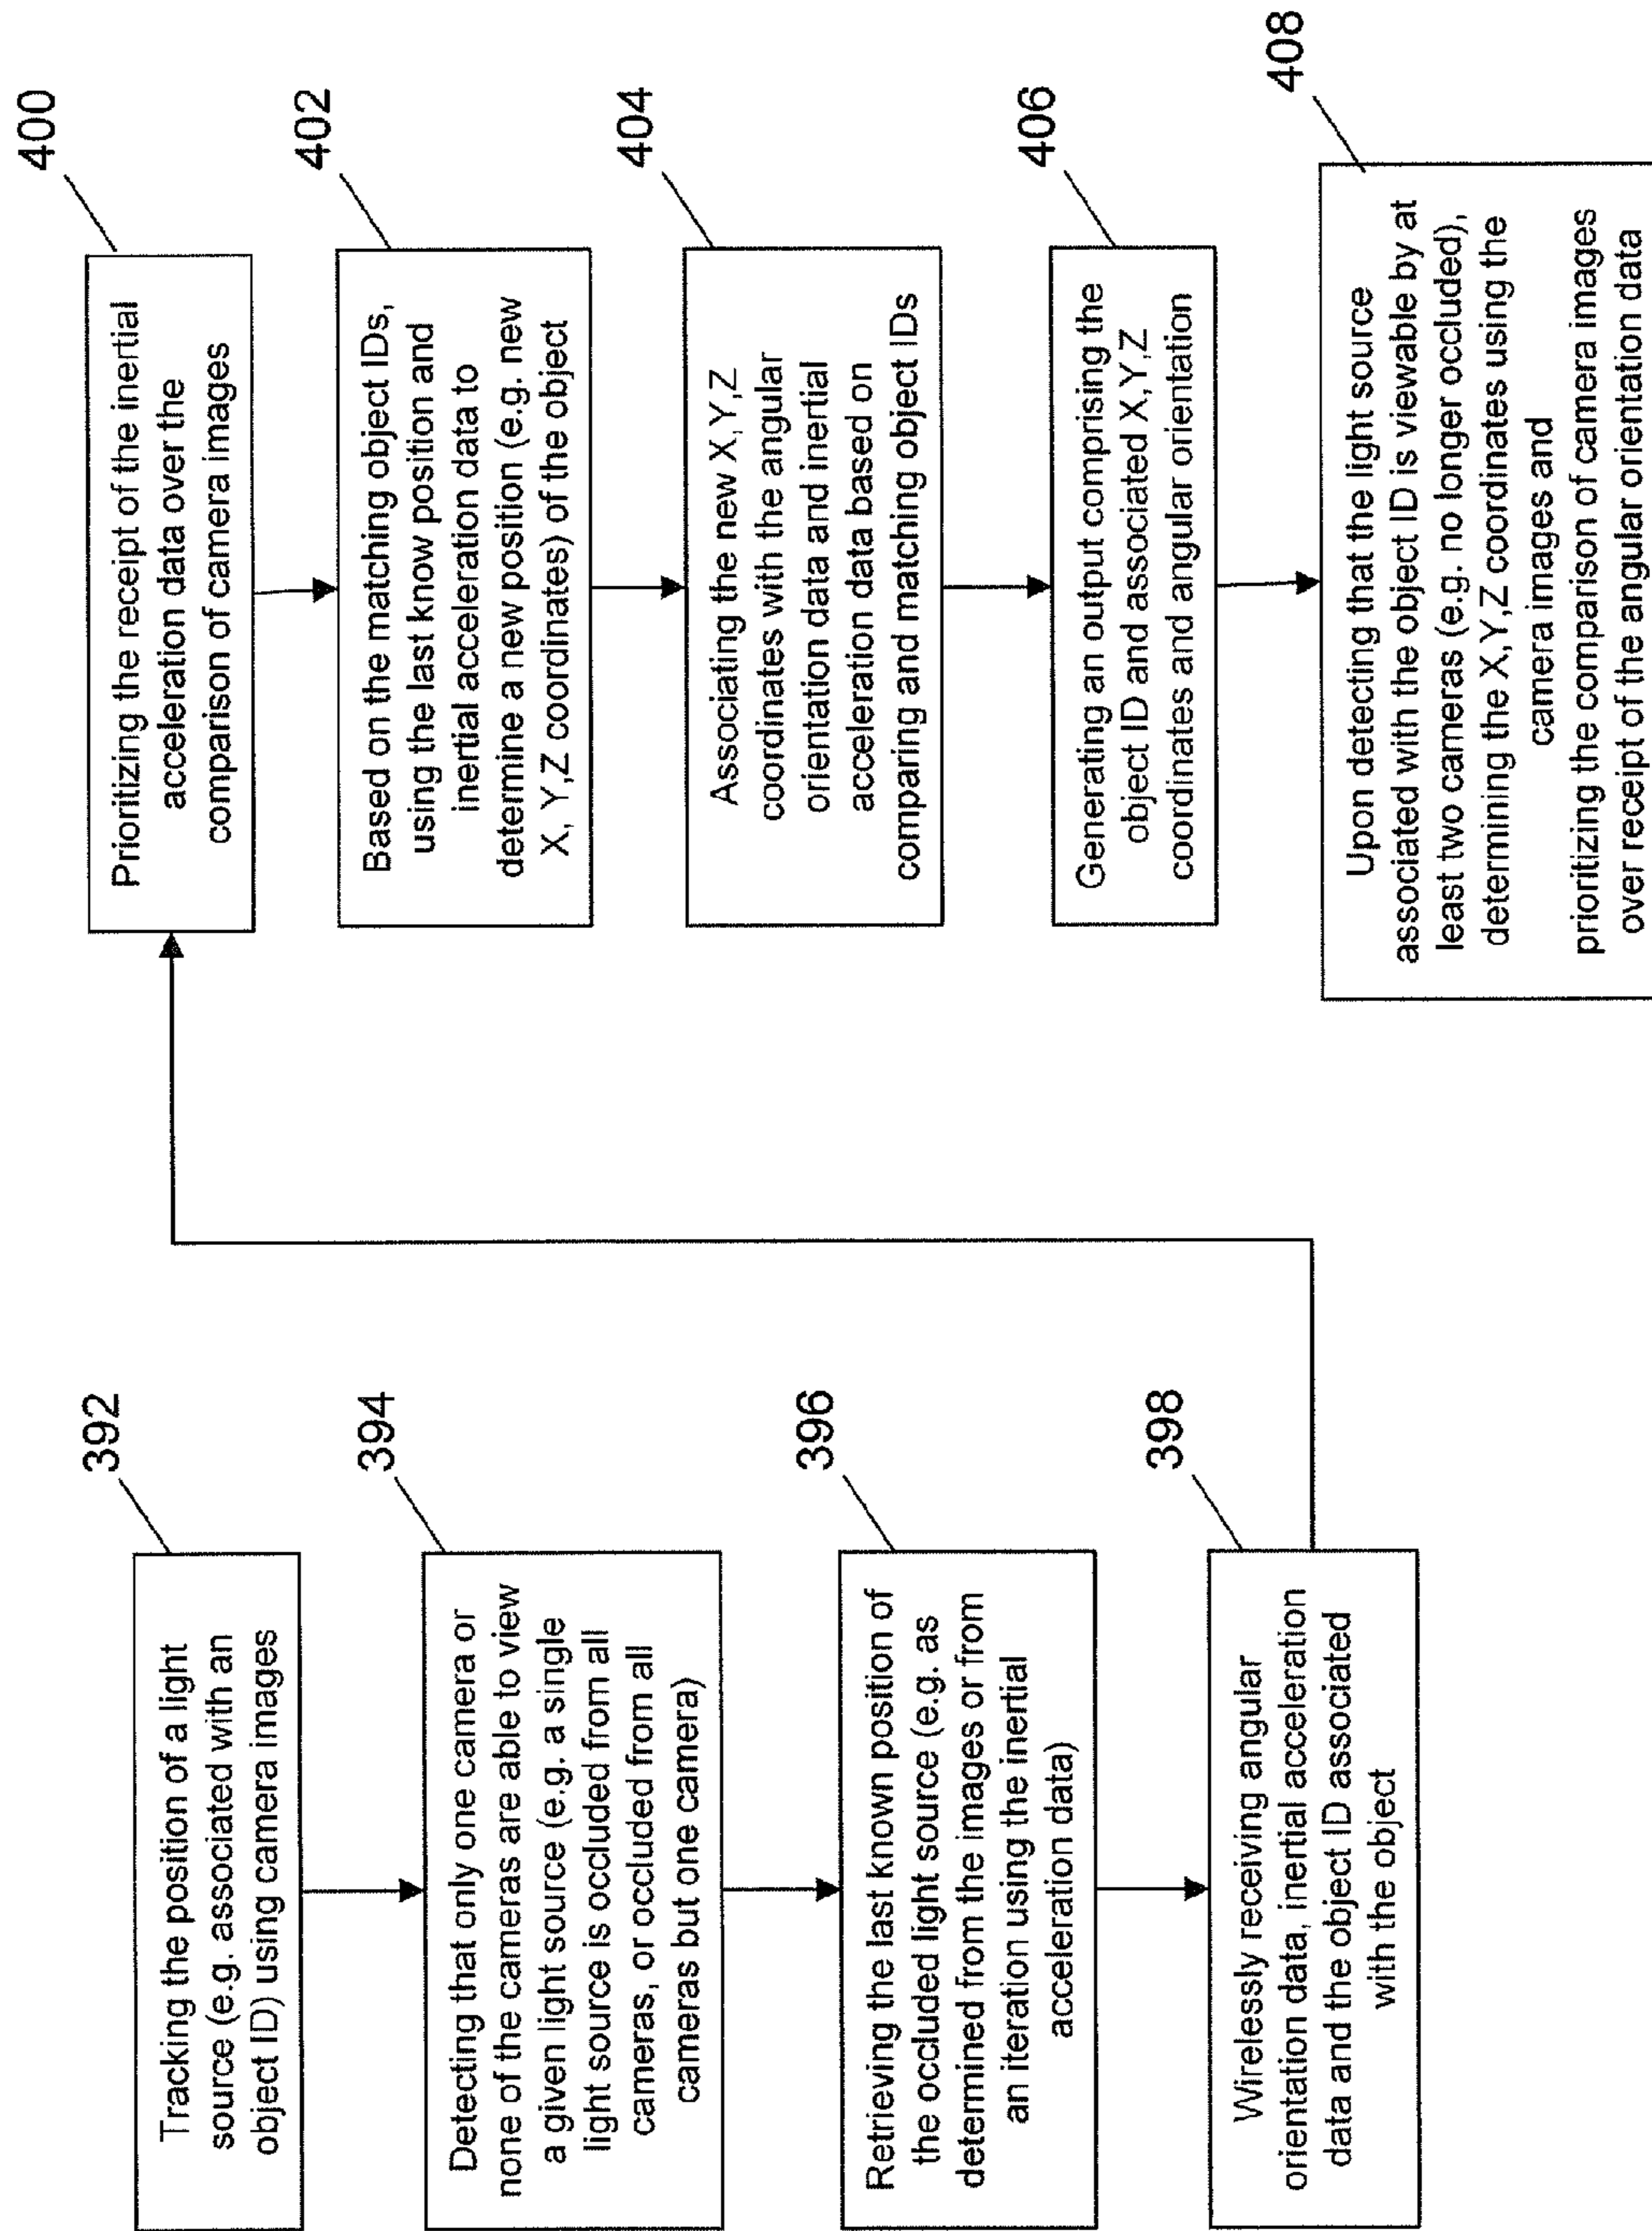 392
Tracking the position of a light
source (e.g. associated with an
object ID) using camera images
394
Detecting that only one camera or
none of the cameras are able to view
a given light source (e.g. a single
light source is occluded from all
cameras, or occluded from all
cameras but one camera)
396
Retrieving the last known position of
the occluded light source (e.g. as
determined from the images or from
an iteration using the inertial
acceleration data)
398
Wirelessly receiving angular
orientation data, inertial acceleration
data and the object ID associated
with the object
400
Prioritizing the receipt of the inertial
acceleration data over the
comparison of camera images
402
Based on the matching object IDs,
using the last know position and
inertial acceleration data to
determine a new position (e.g. new
X, Y,Z coordinates) of the object
404
Associating the new X,Y,Z
coordinates with the angular
orientation data and inertial
acceleration data based on
comparing and matching object IDs
406
Generating an output comprising the
object ID and associated X,Y,Z
coordinates and angular orientation
408
Upon detecting that the light source
associated with the object ID is viewable by at
least two cameras (e.g. no longer occluded),
determining the X,Y,Z coordinates using the
camera images and
prioritizing the comparison of camera images
over receipt of the angular orientation data